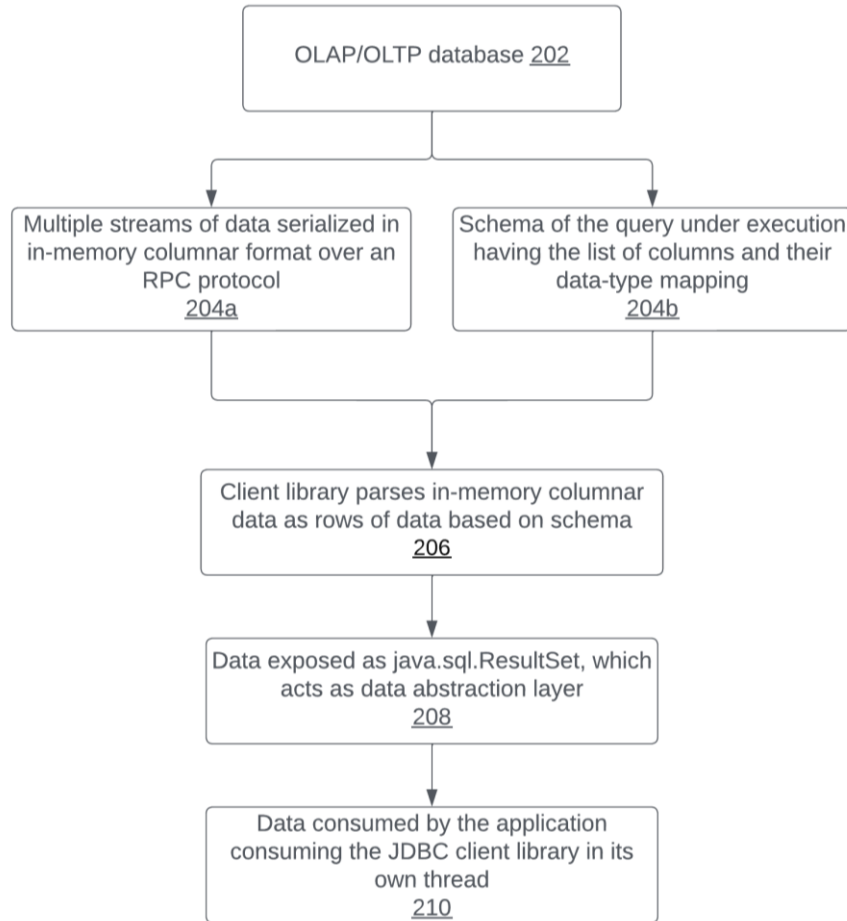 OLAP/OLTP database 202
Multiple streams of data serialized in
in-memory columnar format over an
RPC protocol
204a
Schema of the query under execution
having the list of columns and their
data-type mapping
204b
Client library parses in-memory columnar
data as rows of data based on schema
206
Data exposed as java.sql.ResultSet, which
acts as data abstraction layer
208
Data consumed by the application
consuming the JDBC client library in its
own thread
210